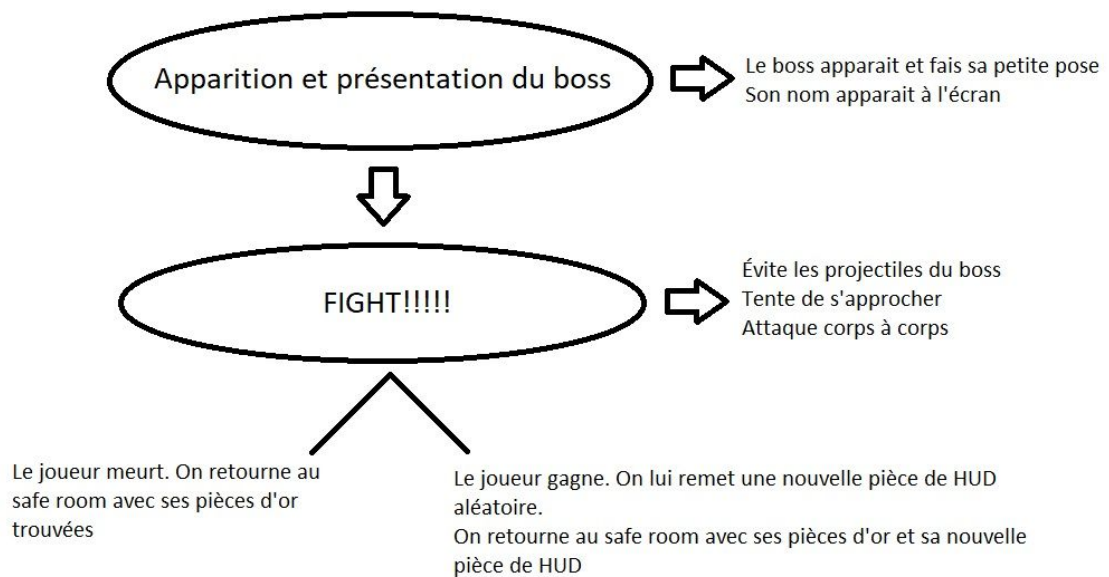 Apparition et présentation du boss
Le boss apparait et fais sa petite pose
Son nom apparait à l'écran
FIGHT!!!!!
Évite les projectiles du boss
Tente de s'approcher
Attaque corps à corps
Le joueur meurt. On retourne au
safe room avec ses pièces d'or
trouvées
Le joueur gagne. On lui remet une nouvelle pièce de HUD
aléatoire.
On retourne au safe room avec ses pièces d'or et sa nouvelle
pièce de HUD